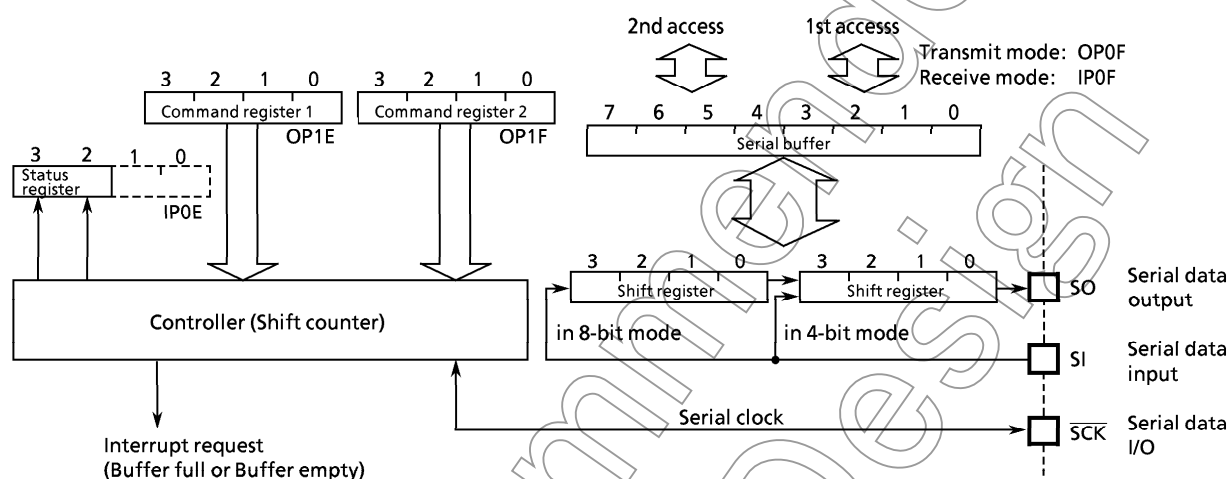 2nd access
1st accesss
Transmit mode: OP0F
Receive mode: IP0F
3 2 1 0
Command register 1
OP1E
3 2 1 0
Command register 2
OP1F
7 6 5 4 3 2 1 0
Serial buffer
3 2 1 0
Status
register
IP0E
Controller (Shift counter)
3 2 1 0
Shift register
3 2 1 0
Shift register
in 8-bit mode
in 4-bit mode
SO
Serial data
output
SI
Serial data
input
Serial clock
SCK
Serial data
I/O
Interrupt request
(Buffer full or Buffer empty)